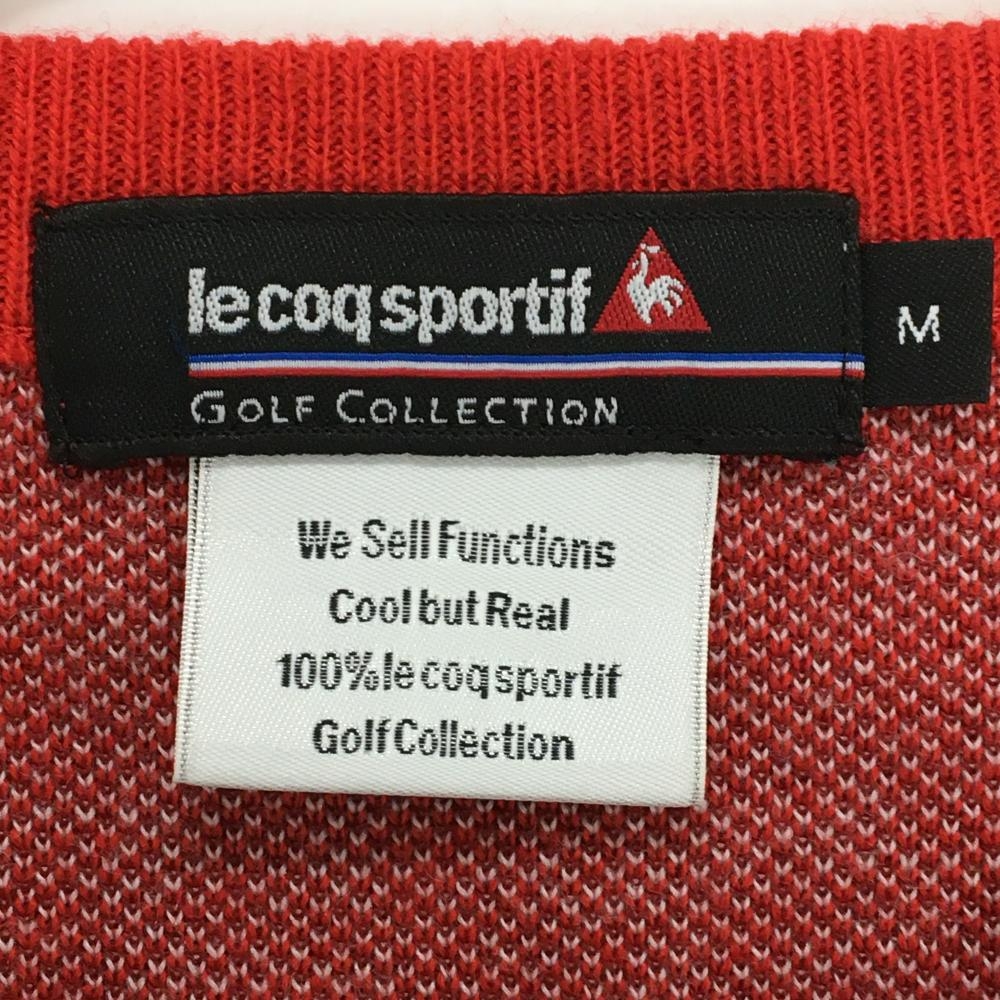 le coq sportif
M
GOLF COLLECTION
We Sell Functions
Cool but Real
100% le coq sportif
Golf Collection